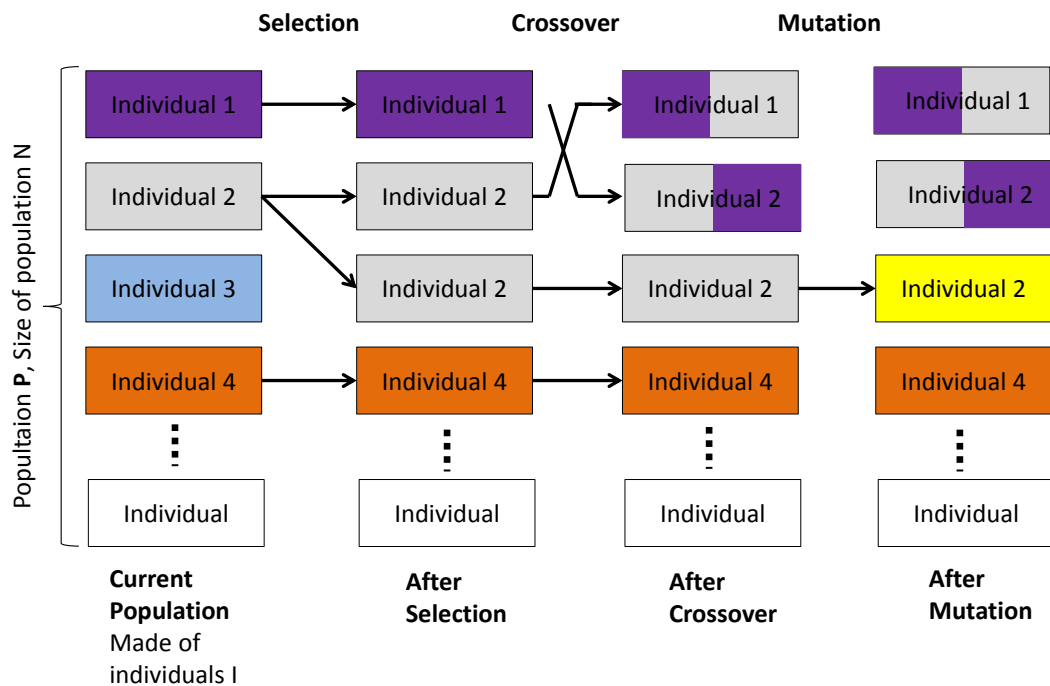 Selection Crossover Mutation
Popultaion P, Size of population N
Individual 1 Individual 1 Individual 1 Individual 1
Individual 2 Individual 2 Individual 2 Individual 2
Individual 3 Individual 2 Individual 2 Individual 2
Individual 4 Individual 4 Individual 4 Individual 4
Individual Individual Individual Individual
Current After After After
Population Selection Crossover Mutation
Made of
individuals I